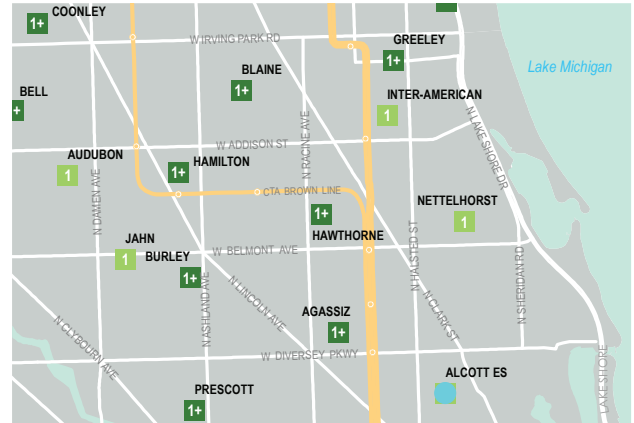 COONLEY
1+
W IRVING PARK RD
GREELEY
1+
Lake Michigan
BLAINE
1+
BELL
+
INTER-AMERICAN
1
N LAKE SHORE DR
N RACINE AVE
W ADDISON ST
AUDUBON
1
HAMILTON
1+
N DAMEN AVE
CTA BROWN LINE
NETTELHORST
1
1+
HAWTHORNE
N HALSTED ST
JAHN
1
BURLEY
1+
W BELMONT AVE
N SHERIDAN RD
N ASHLAND AVE
N LINCOLN AVE
N CLARK ST
AGASSIZ
1+
N CLYBOURN AVE
W DIVERSEY PKWY
LAKE SHORE
ALCOTT ES
PRESCOTT
1+